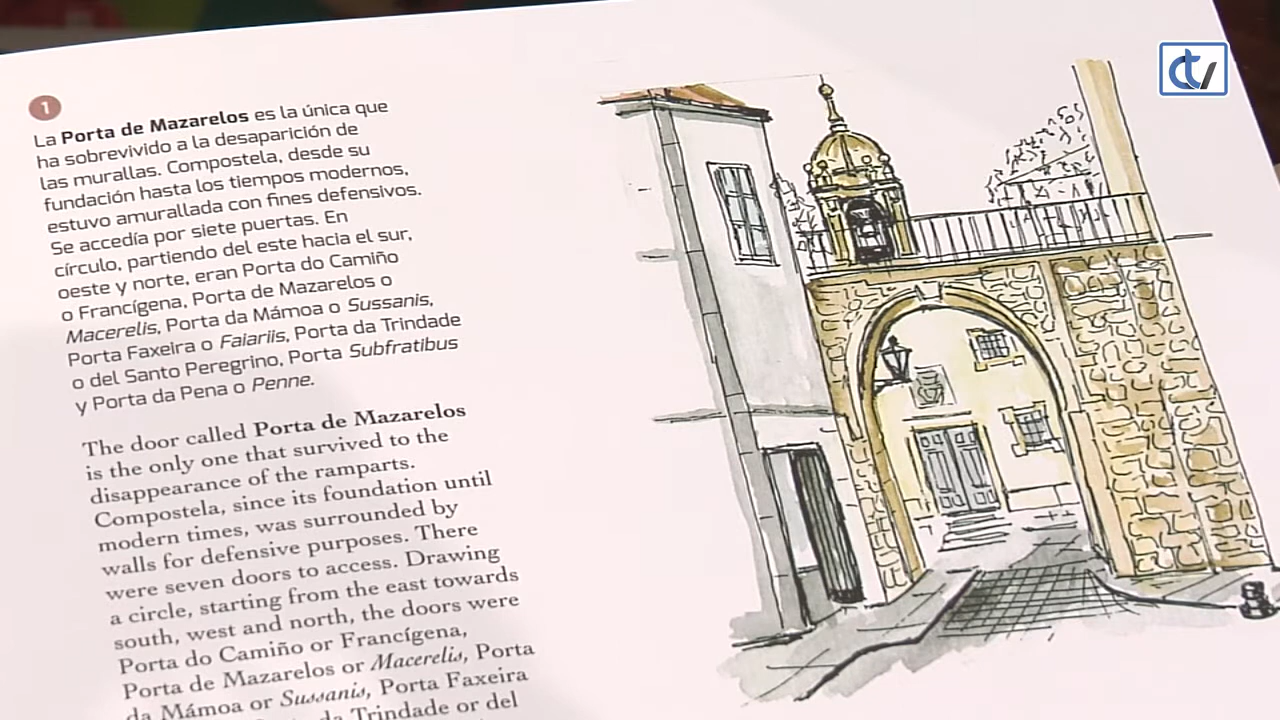 1
La Porta de Mazarelos es la única que
ha sobrevivido a la desaparición de
las murallas. Compostela, desde su
fundación hasta los tiempos modernos,
estuvo amurallada con fines defensivos.
Se accedía por siete puertas. En
círculo, partiendo del este hacia el sur,
oeste y norte, eran Porta do Camiño
o Francígena, Porta de Mazarelos o
Macerelis, Porta da Mámoa o Sussanis,
Porta Faxeira o Faiariis, Porta da Trindade
o del Santo Peregrino, Porta Subfratibus
y Porta da Pena o Penne.
The door called Porta de Mazarelos
is the only one that survived to the
disappearance of the ramparts.
Compostela, since its foundation until
modern times, was surrounded by
walls for defensive purposes. There
were seven doors to access. Drawing
a circle, starting from the east towards
south, west and north, the doors were
Porta do Camiño or Francígena,
Porta de Mazarelos or Macerelis, Porta
da Mámoa or Sussanis, Porta Faxeira
da Trindade or del
ctv